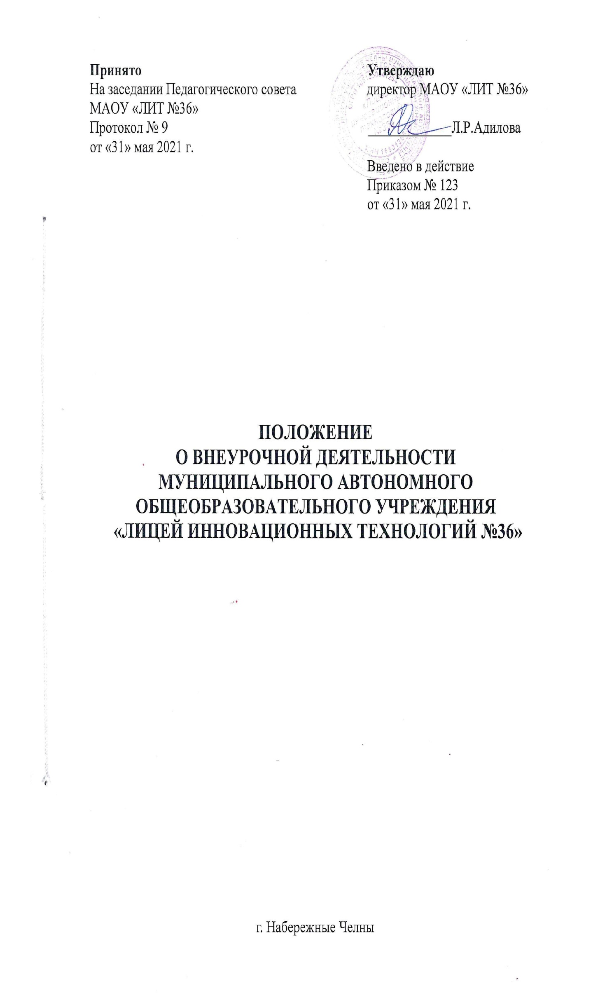 Принято
На заседании Педагогического совета
МАОУ «ЛИТ №36»
Протокол № 9
от «31» мая 2021 г.
Утверждаю
директор МАОУ «ЛИТ №36»
Л.Р.Адилова
Введено в действие
Приказом № 123
от «31» мая 2021 г.
ПОЛОЖЕНИЕ
О ВНЕУРОЧНОЙ ДЕЯТЕЛЬНОСТИ
МУНИЦИПАЛЬНОГО АВТОНОМНОГО
ОБЩЕОБРАЗОВАТЕЛЬНОГО УЧРЕЖДЕНИЯ
«ЛИЦЕЙ ИННОВАЦИОННЫХ ТЕХНОЛОГИЙ №36»
г. Набережные Челны